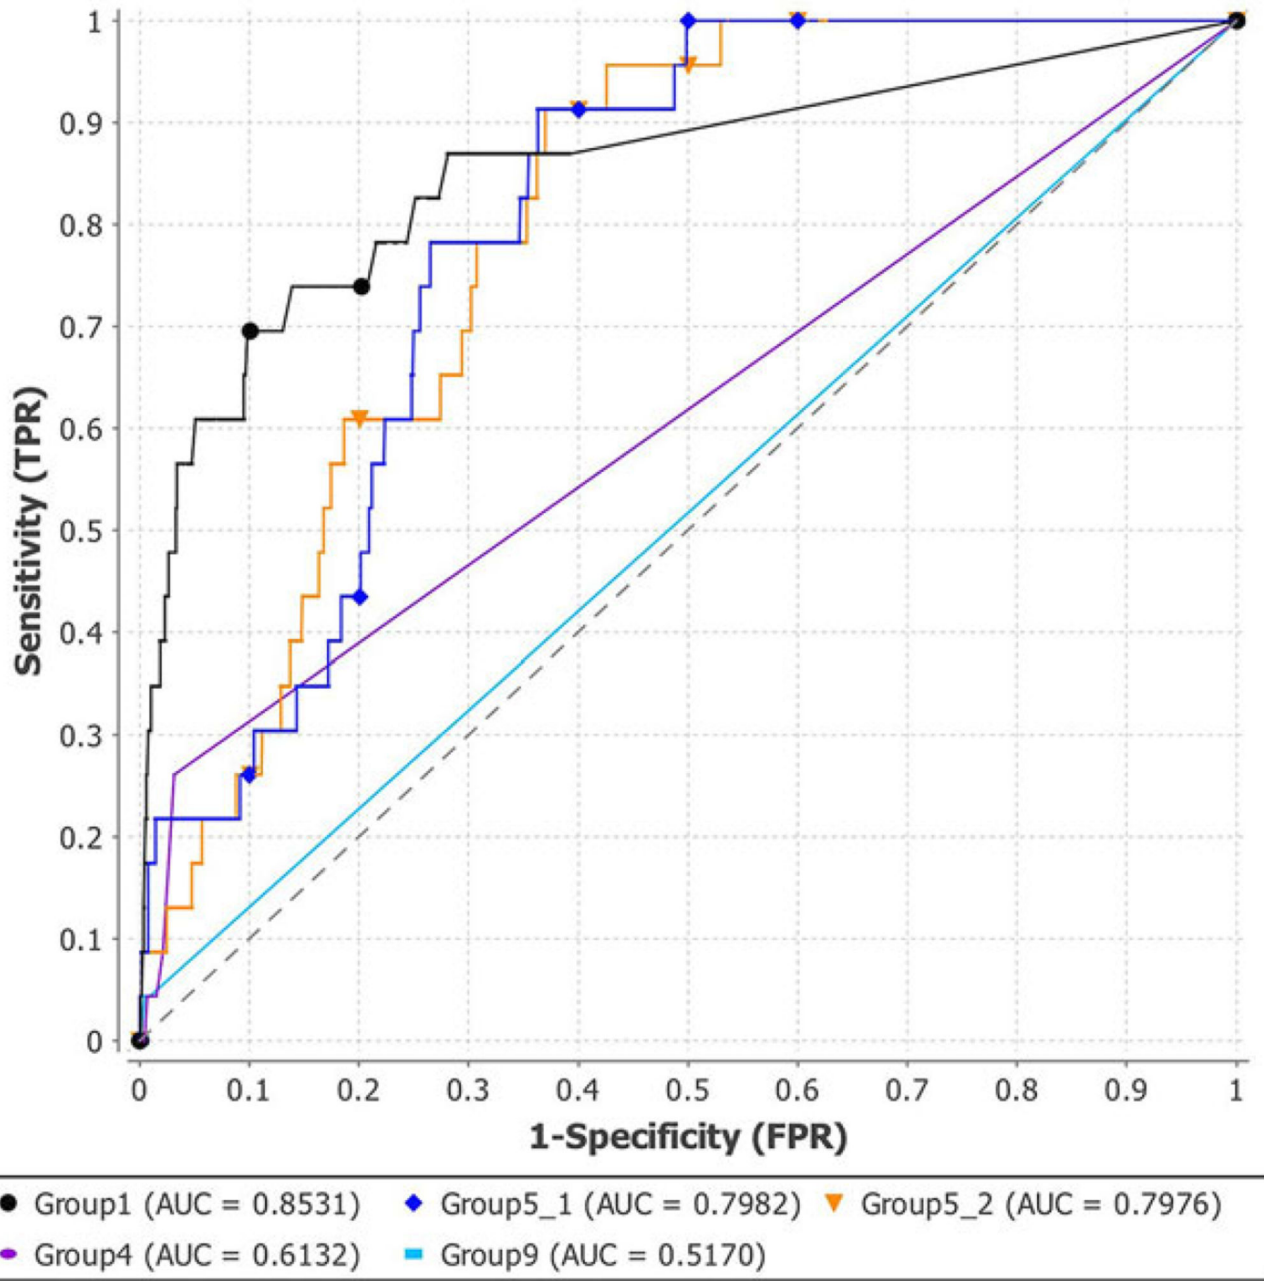 1
0.9
0.8
0.7
0.6
0.5
0.4
0.3
0.2
0.1
0
Sensitivity (TPR)
0 0.1 0.2 0.3 0.4 0.5 0.6 0.7 0.8 0.9 1
1-Specificity (FPR)
Group1 (AUC = 0.8531) Group5_1 (AUC = 0.7982) Group5_2 (AUC = 0.7976)
Group4 (AUC = 0.6132) Group9 (AUC = 0.5170)